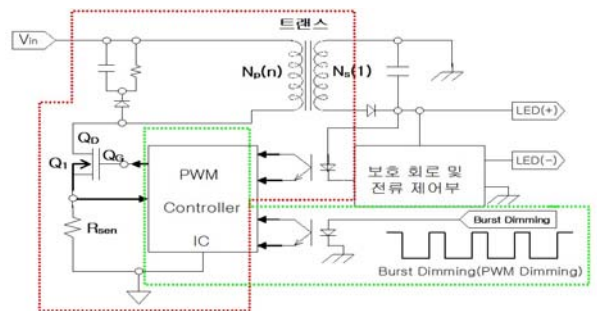 트랜스
Vin
Np(n)
Ns(1)
LED(+)
QD
Q1
QG
PWM
Controller
IC
보호 회로 및
전류 제어부
LED(-)
Rsen
Burst Dimming
Burst Dimming(PWM Dimming)